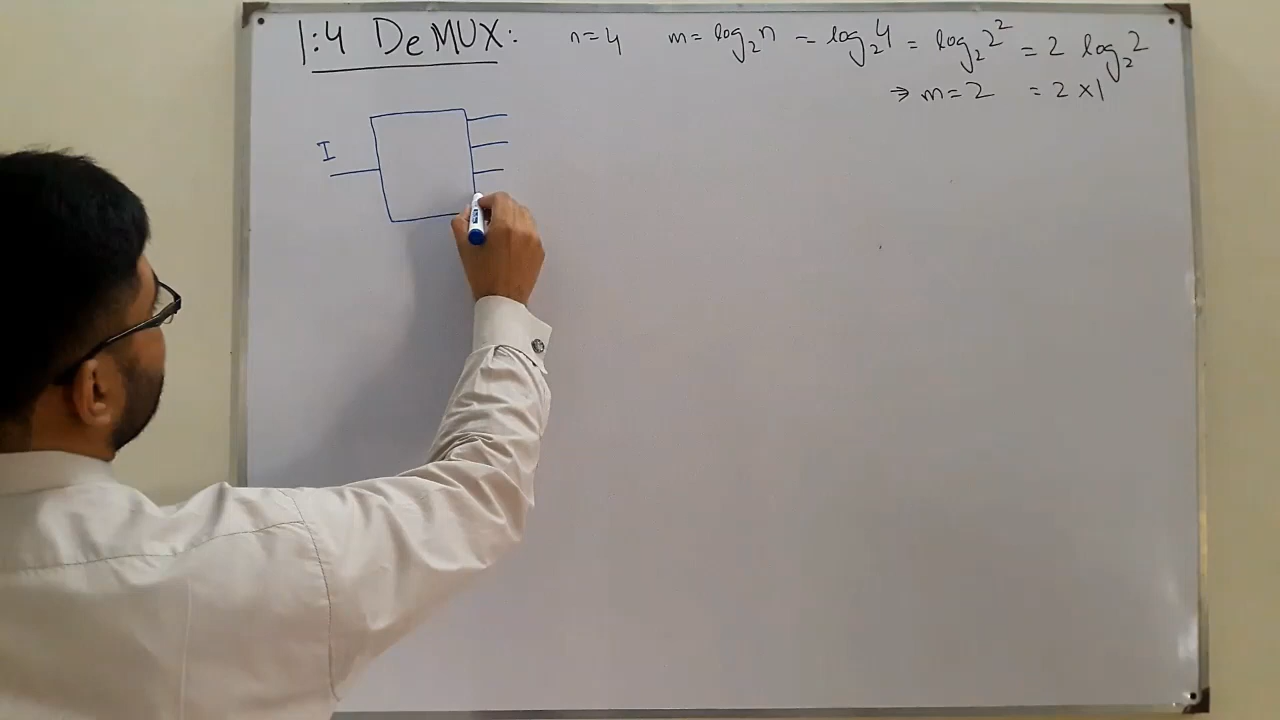 1:4 DeMUX: n=4 m= log₂n = log₂4 = log₂2² = 2 log₂2
⇒ m=2 = 2×1
I